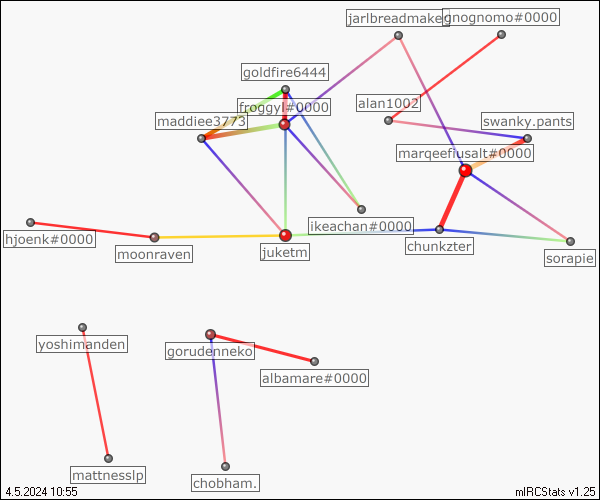 jarlbreadmake
gnognomo#0000
goldfire6444
froggyl#0000
alan1002
maddiee3773
swanky.pants
marqeefiusalt#0000
ikeachan#0000
hjoenk#0000
moonraven
juketm
chunkzter
sorapie
yoshimanden
gorudenneko
albamare#0000
mattnesslp
chobham.
4.5.2024 10:55
mIRCStats v1.25